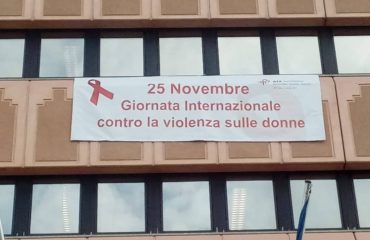 25 Novembre
Giornata Internazionale
contro la violenza sulle donne